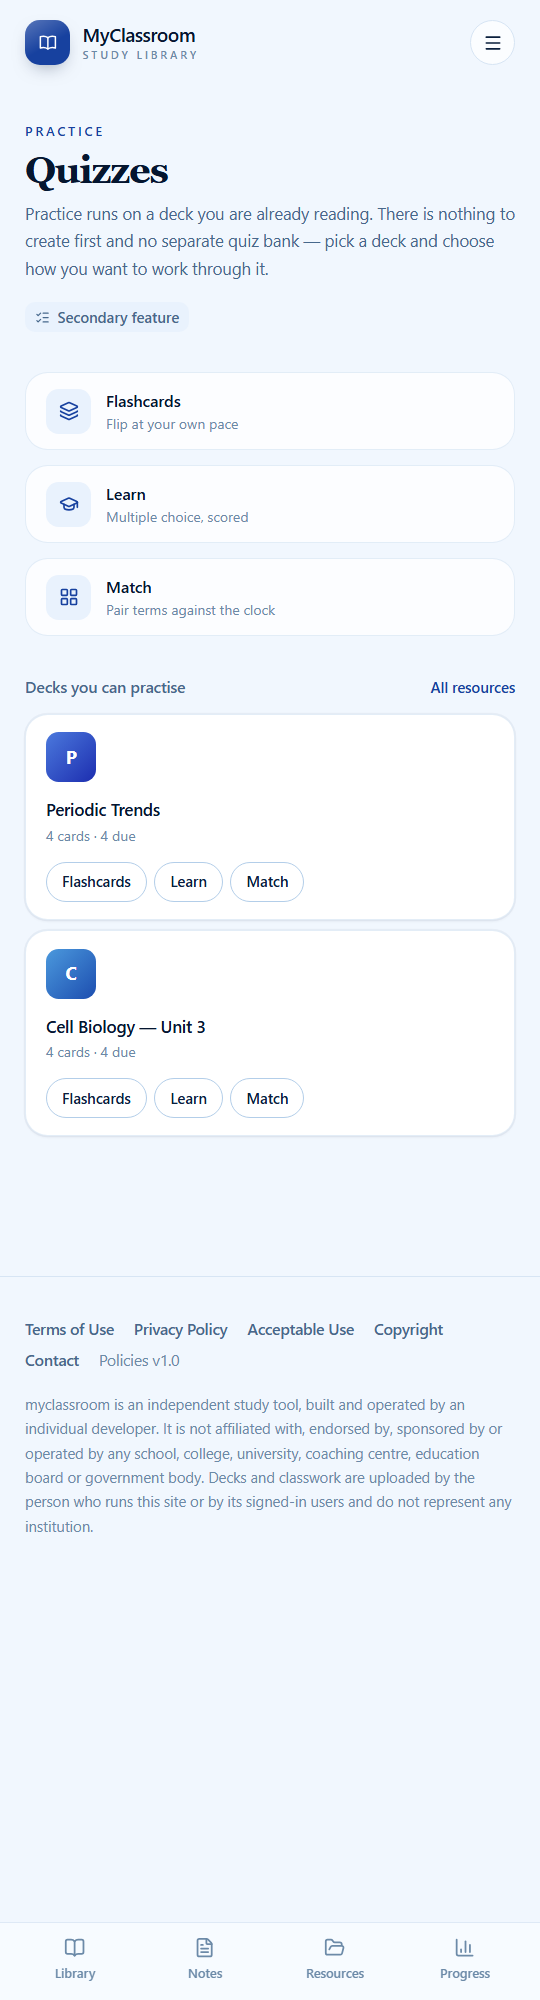 MyClassroom
STUDY LIBRARY
PRACTICE
Quizzes
Practice runs on a deck you are already reading. There is nothing to
create first and no separate quiz bank — pick a deck and choose
how you want to work through it.
Secondary feature
Flashcards
Flip at your own pace
Learn
Multiple choice, scored
Match
Pair terms against the clock
Decks you can practise All resources
P
Periodic Trends
4 cards · 4 due
Flashcards Learn Match
C
Cell Biology — Unit 3
4 cards · 4 due
Flashcards Learn Match
Terms of Use Privacy Policy Acceptable Use Copyright
Contact Policies v1.0
myclassroom is an independent study tool, built and operated by an
individual developer. It is not affiliated with, endorsed by, sponsored by or
operated by any school, college, university, coaching centre, education
board or government body. Decks and classwork are uploaded by the
person who runs this site or by its signed-in users and do not represent any
institution.
Library Notes Resources Progress